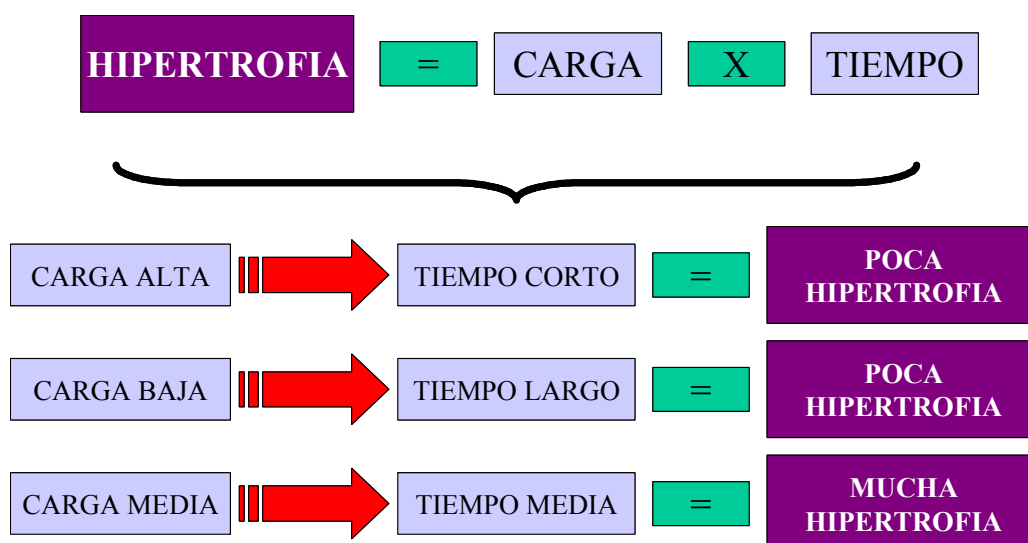 HIPERTROFIA = CARGA X TIEMPO
CARGA ALTA TIEMPO CORTO = POCA HIPERTROFIA
CARGA BAJA TIEMPO LARGO = POCA HIPERTROFIA
CARGA MEDIA TIEMPO MEDIA = MUCHA HIPERTROFIA